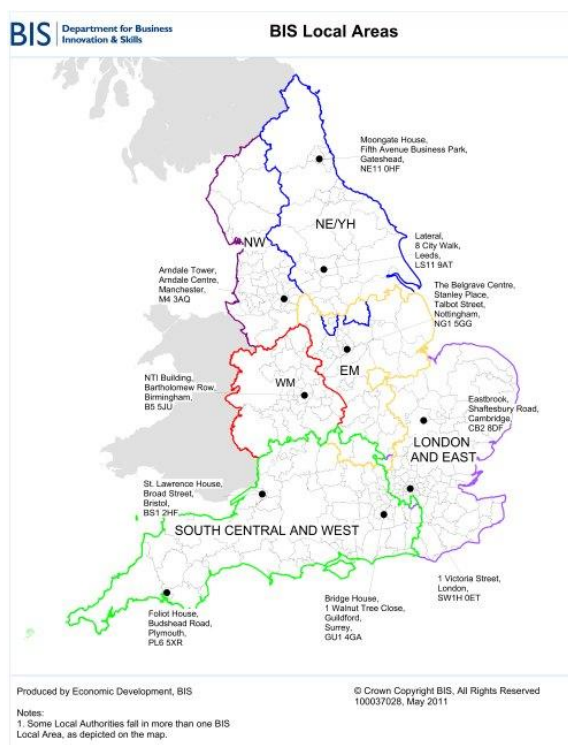 BIS Department for Business
Innovation & Skills
BIS Local Areas
Moongate House,
Fifth Avenue Business Park,
Gateshead,
NE11 0HF
NE/YH
NW
Lateral,
8 City Walk,
Leeds,
LS11 9AT
Arndale Tower,
Arndale Centre,
Manchester,
M4 3AQ
The Belgrave Centre,
Stanley Place,
Talbot Street,
Nottingham,
NG1 5GG
EM
NTI Building,
Bartholomew Row,
Birmingham,
B5 5JU
WM
Eastbrook,
Shaftesbury Road,
Cambridge,
CB2 8DF
LONDON
AND EAST
St. Lawrence House,
Broad Street,
Bristol,
BS1 2HF
SOUTH CENTRAL AND WEST
1 Victoria Street,
London,
SW1H 0ET
Bridge House,
1 Walnut Tree Close,
Guildford,
Surrey,
GU1 4GA
Foliot House,
Budshead Road,
Plymouth,
PL6 5XR
Produced by Economic Development, BIS
Notes:
1. Some Local Authorities fall in more than one BIS
Local Area, as depicted on the map.
© Crown Copyright BIS, All Rights Reserved
100037028, May 2011